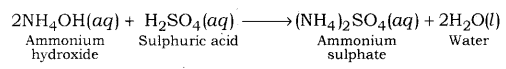 2NH₄OH(aq) + H₂SO₄(aq) ⟶ (NH₄)₂SO₄(aq) + 2H₂O(l)
Ammonium Sulphuric acid Ammonium Water
hydroxide sulphate